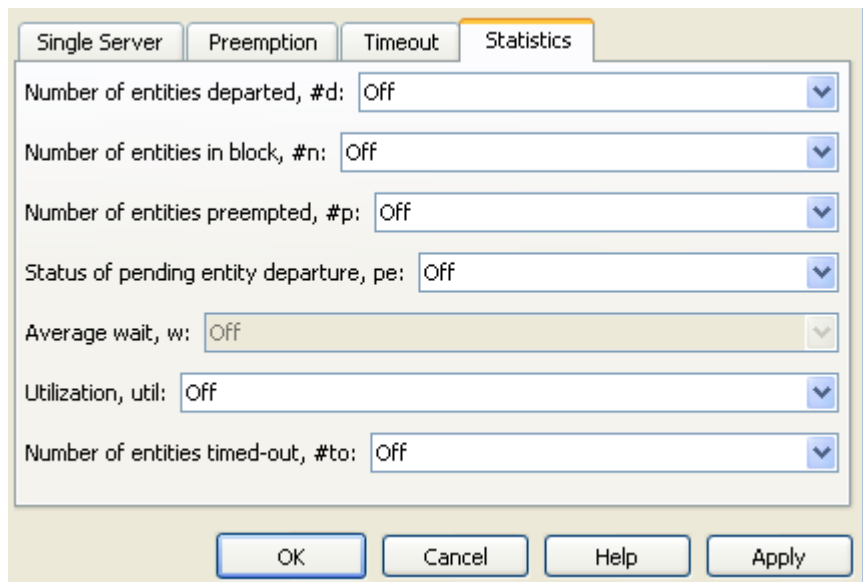 Single Server Preemption Timeout Statistics
Number of entities departed, #d: Off
Number of entities in block, #n: Off
Number of entities preempted, #p: Off
Status of pending entity departure, pe: Off
Average wait, w: Off
Utilization, util: Off
Number of entities timed-out, #to: Off
OK Cancel Help Apply